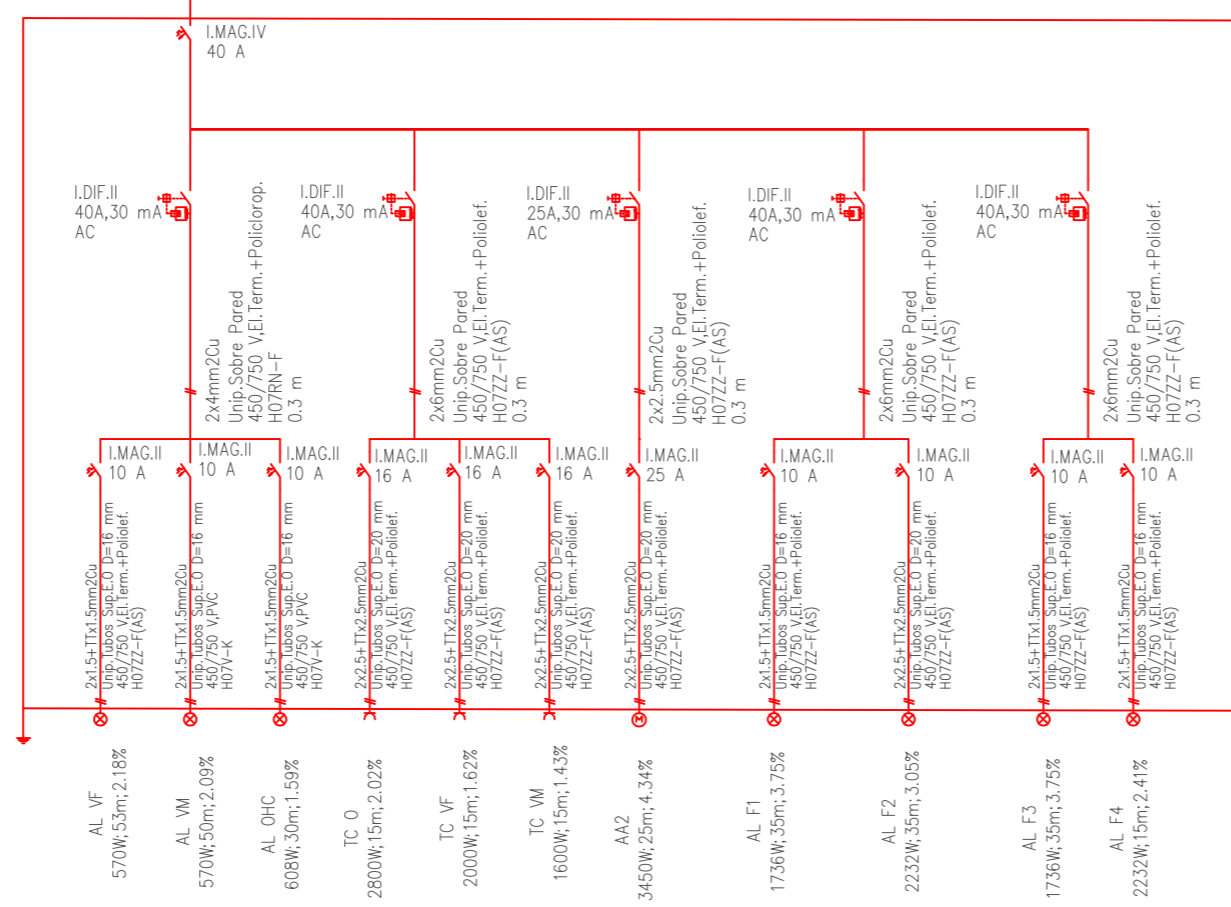 I.MAG.IV
40 A
I.DIF.II
40A,30 mA
AC
I.DIF.II
40A,30 mA
AC
I.DIF.II
25A,30 mA
AC
I.DIF.II
40A,30 mA
AC
I.DIF.II
40A,30 mA
AC
2x4mm2Cu
Unip.Sobre Pared
450/750 V,El.Term.+Policlorop.
H07RN-F
0.3 m
2x6mm2Cu
Unip.Sobre Pared
450/750 V,El.Term.+Poliolef.
H07ZZ-F(AS)
0.3 m
2x2.5mm2Cu
Unip.Sobre Pared
450/750 V,El.Term.+Poliolef.
H07ZZ-F(AS)
0.3 m
2x6mm2Cu
Unip.Sobre Pared
450/750 V,El.Term.+Poliolef.
H07ZZ-F(AS)
0.3 m
2x6mm2Cu
Unip.Sobre Pared
450/750 V,El.Term.+Poliolef.
H07ZZ-F(AS)
0.3 m
I.MAG.II
10 A
I.MAG.II
10 A
I.MAG.II
10 A
I.MAG.II
16 A
I.MAG.II
16 A
I.MAG.II
16 A
I.MAG.II
25 A
I.MAG.II
10 A
I.MAG.II
10 A
I.MAG.II
10 A
I.MAG.II
10 A
2x1.5+TTx1.5mm2Cu
Unip.Tubos Sup.E.O D=16 mm
450/750 V,El.Term.+Poliolef.
H07ZZ-F(AS)
2x1.5+TTx1.5mm2Cu
Unip.Tubos Sup.E.O D=16 mm
450/750 V,PVC
H07V-K
2x1.5+TTx1.5mm2Cu
Unip.Tubos Sup.E.O D=16 mm
450/750 V,PVC
H07V-K
2x2.5+TTx2.5mm2Cu
Unip.Tubos Sup.E.O D=20 mm
450/750 V,El.Term.+Poliolef.
H07ZZ-F(AS)
2x2.5+TTx2.5mm2Cu
Unip.Tubos Sup.E.O D=20 mm
450/750 V,El.Term.+Poliolef.
H07ZZ-F(AS)
2x2.5+TTx2.5mm2Cu
Unip.Tubos Sup.E.O D=20 mm
450/750 V,El.Term.+Poliolef.
H07ZZ-F(AS)
2x2.5+TTx2.5mm2Cu
Unip.Tubos Sup.E.O D=20 mm
450/750 V,El.Term.+Poliolef.
H07ZZ-F(AS)
2x1.5+TTx1.5mm2Cu
Unip.Tubos Sup.E.O D=16 mm
450/750 V,El.Term.+Poliolef.
H07ZZ-F(AS)
2x1.5+TTx1.5mm2Cu
Unip.Tubos Sup.E.O D=16 mm
450/750 V,El.Term.+Poliolef.
H07ZZ-F(AS)
2x1.5+TTx1.5mm2Cu
Unip.Tubos Sup.E.O D=16 mm
450/750 V,El.Term.+Poliolef.
H07ZZ-F(AS)
2x1.5+TTx1.5mm2Cu
Unip.Tubos Sup.E.O D=16 mm
450/750 V,El.Term.+Poliolef.
H07ZZ-F(AS)
M
AL VF
570W;53m;2.18%
AL VM
570W;50m;2.09%
AL OHC
608W;30m;1.59%
TC O
2800W;15m;2.02%
TC VF
2000W;15m;1.62%
TC VM
1600W;15m;1.43%
AA2
3450W;25m;4.34%
AL F1
1736W;35m;3.75%
AL F2
2232W;35m;3.05%
AL F3
1736W;35m;3.75%
AL F4
2232W;15m;2.41%